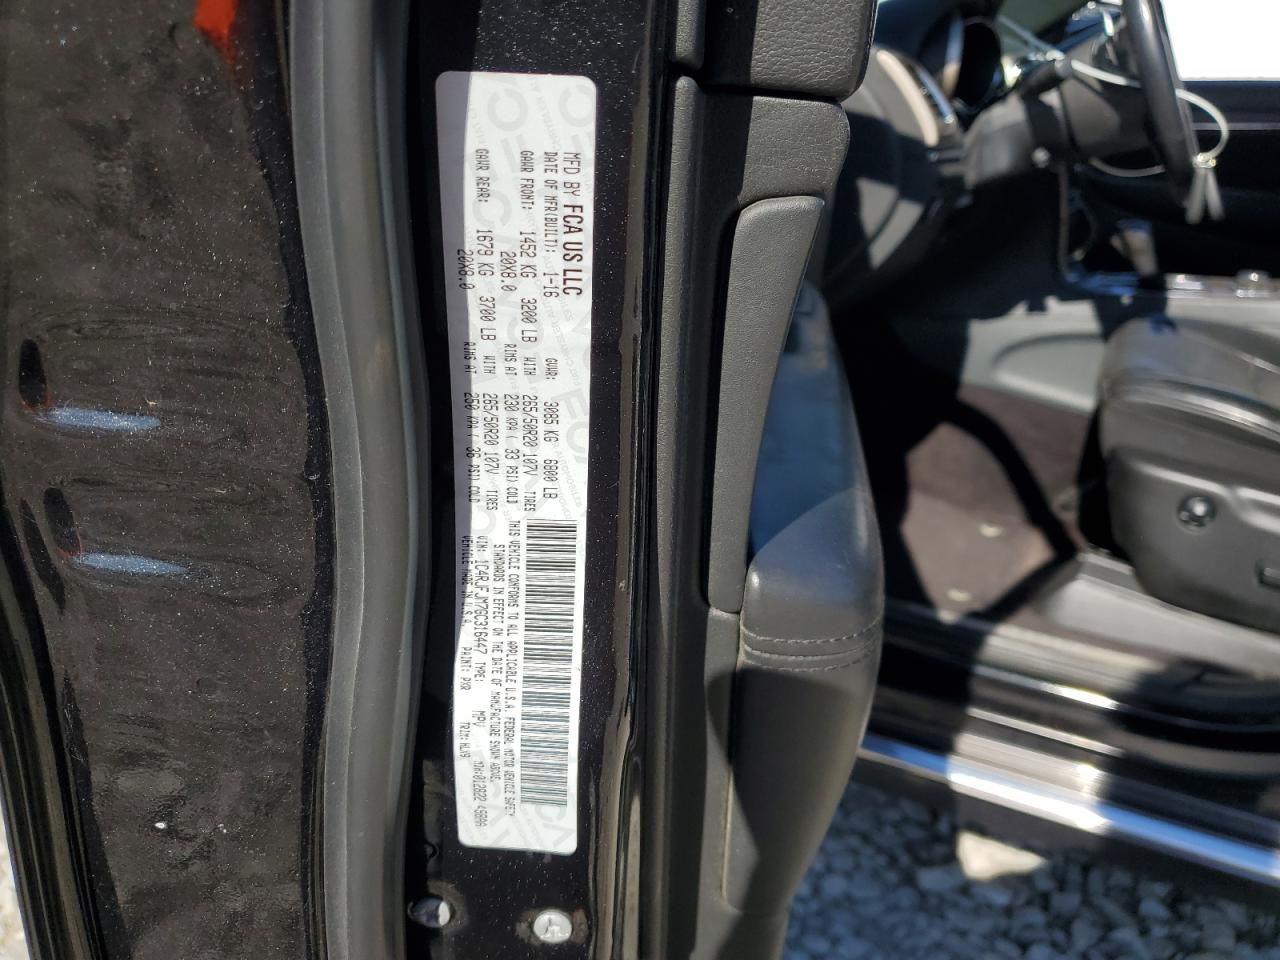 MFD BY FCA US LLC
DATE OF MFR(BUILT): 1-16 GVWR: 3085 KG 6800 LB
GAWR FRONT: 1452 KG 3200 LB WITH 265/50R20 107V TIRES
20X8.0 RIMS AT 230 KPA ( 33 PSI) COLD
GAWR REAR: 1679 KG 3700 LB WITH 265/50R20 107V TIRES
20X8.0 RIMS AT 250 KPA ( 36 PSI) COLD
THIS VEHICLE CONFORMS TO ALL APPLICABLE U.S.A. FEDERAL MOTOR VEHICLE SAFETY
STANDARDS IN EFFECT ON THE DATE OF MANUFACTURE SHOWN ABOVE.
VIN: 1C4RJFJM7GC316447 TYPE: MPV
VEHICLE MADE IN U.S.A. PAINT: PXR TRIM: